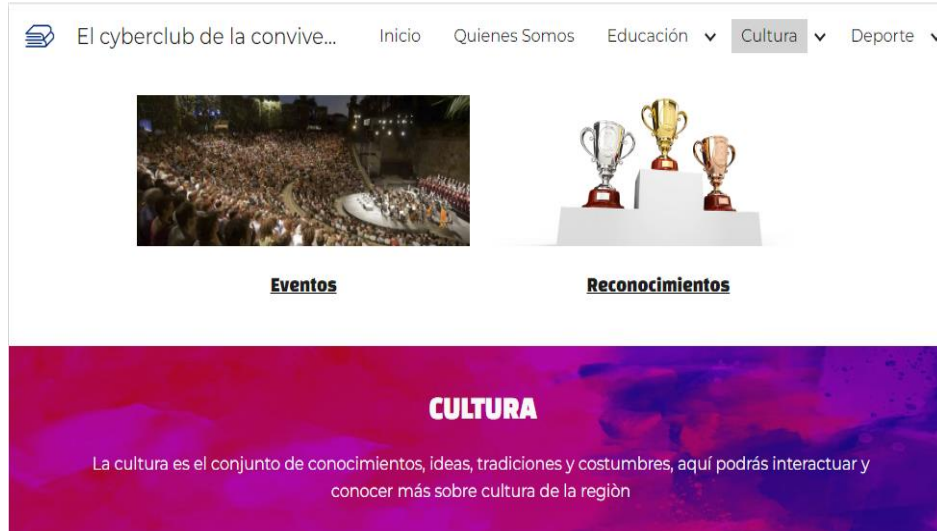 El cyberclub de la convive... Inicio Quienes Somos Educación Cultura Deporte
Eventos Reconocimientos
CULTURA
La cultura es el conjunto de conocimientos, ideas, tradiciones y costumbres, aquí podrás interactuar y
conocer más sobre cultura de la regiòn